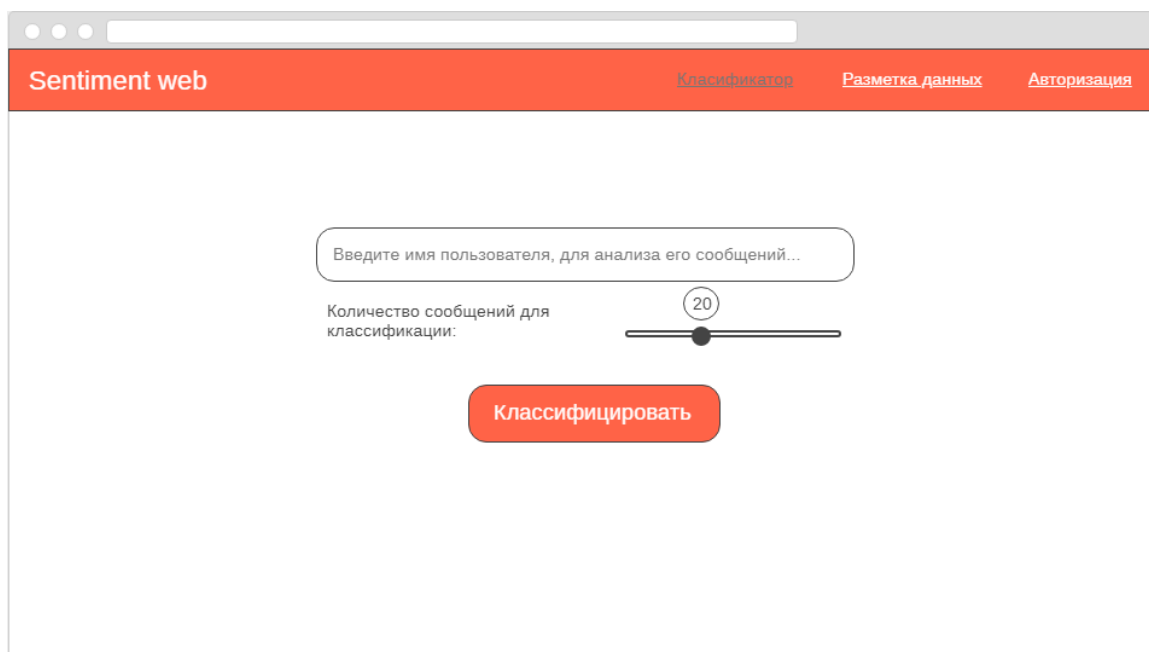 Sentiment web
Класификатор
Разметка данных
Авторизация
Введите имя пользователя, для анализа его сообщений...
Количество сообщений для
классификации:
20
Классифицировать